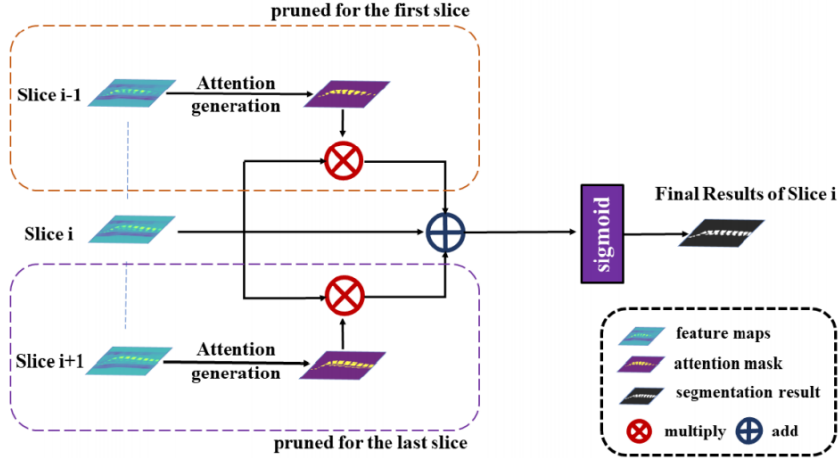 pruned for the first slice
Slice i-1
Attention
generation
Slice i
sigmoid
Final Results of Slice i
Slice i+1
Attention
generation
pruned for the last slice
feature maps
attention mask
segmentation result
multiply
add